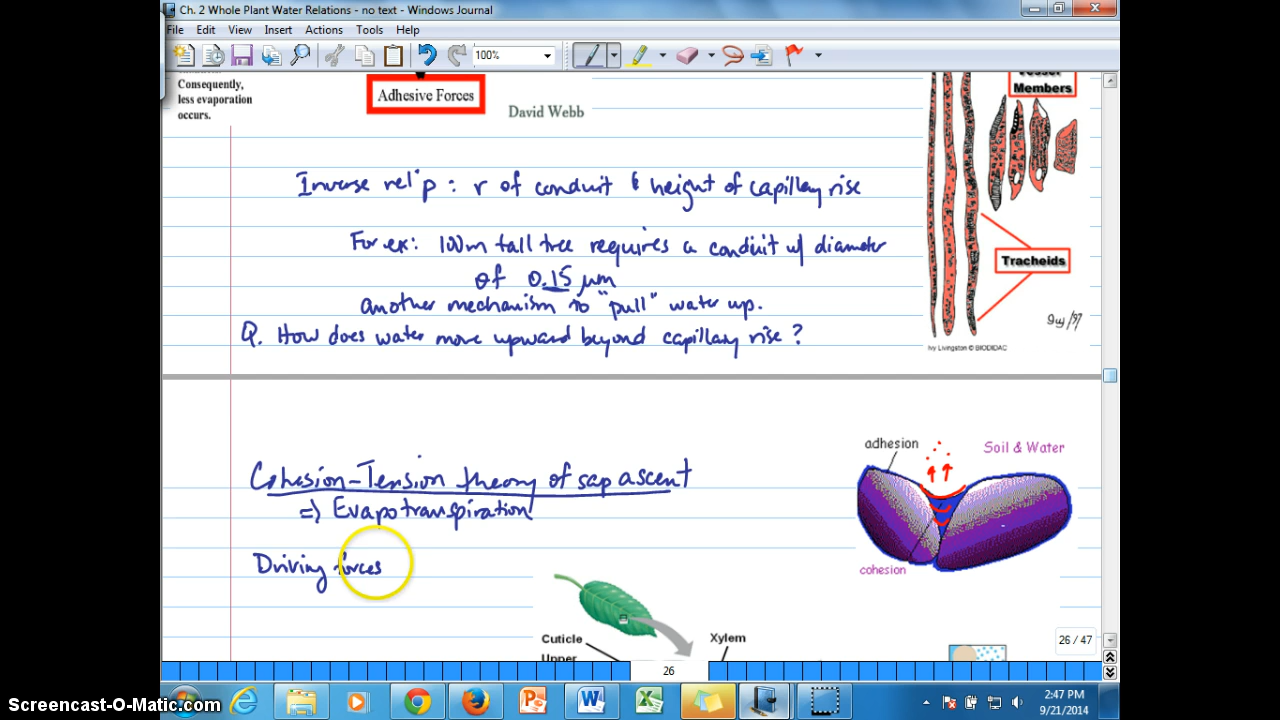 Ch. 2 Whole Plant Water Relations - no text - Windows Journal
File Edit View Insert Actions Tools Help
100%
Consequently,
less evaporation
occurs.
Adhesive Forces
David Webb
Vessel
Members
Inverse rel'p : r of conduit & height of capillary rise
For ex: 100m tall tree requires a conduit w/ diameter
of 0.15 μm
another mechanism to "pull" water up.
Q. How does water move upward beyond capillary rise ?
Tracheids
Ivy Livingston © BIODIDAC
Cohesion-Tension theory of sap ascent
=> Evapotranspiration
Driving forces
adhesion
Soil & Water
cohesion
Cuticle
Upper
Xylem
26 / 47
26
2:47 PM
9/21/2014
Screencast-O-Matic.com